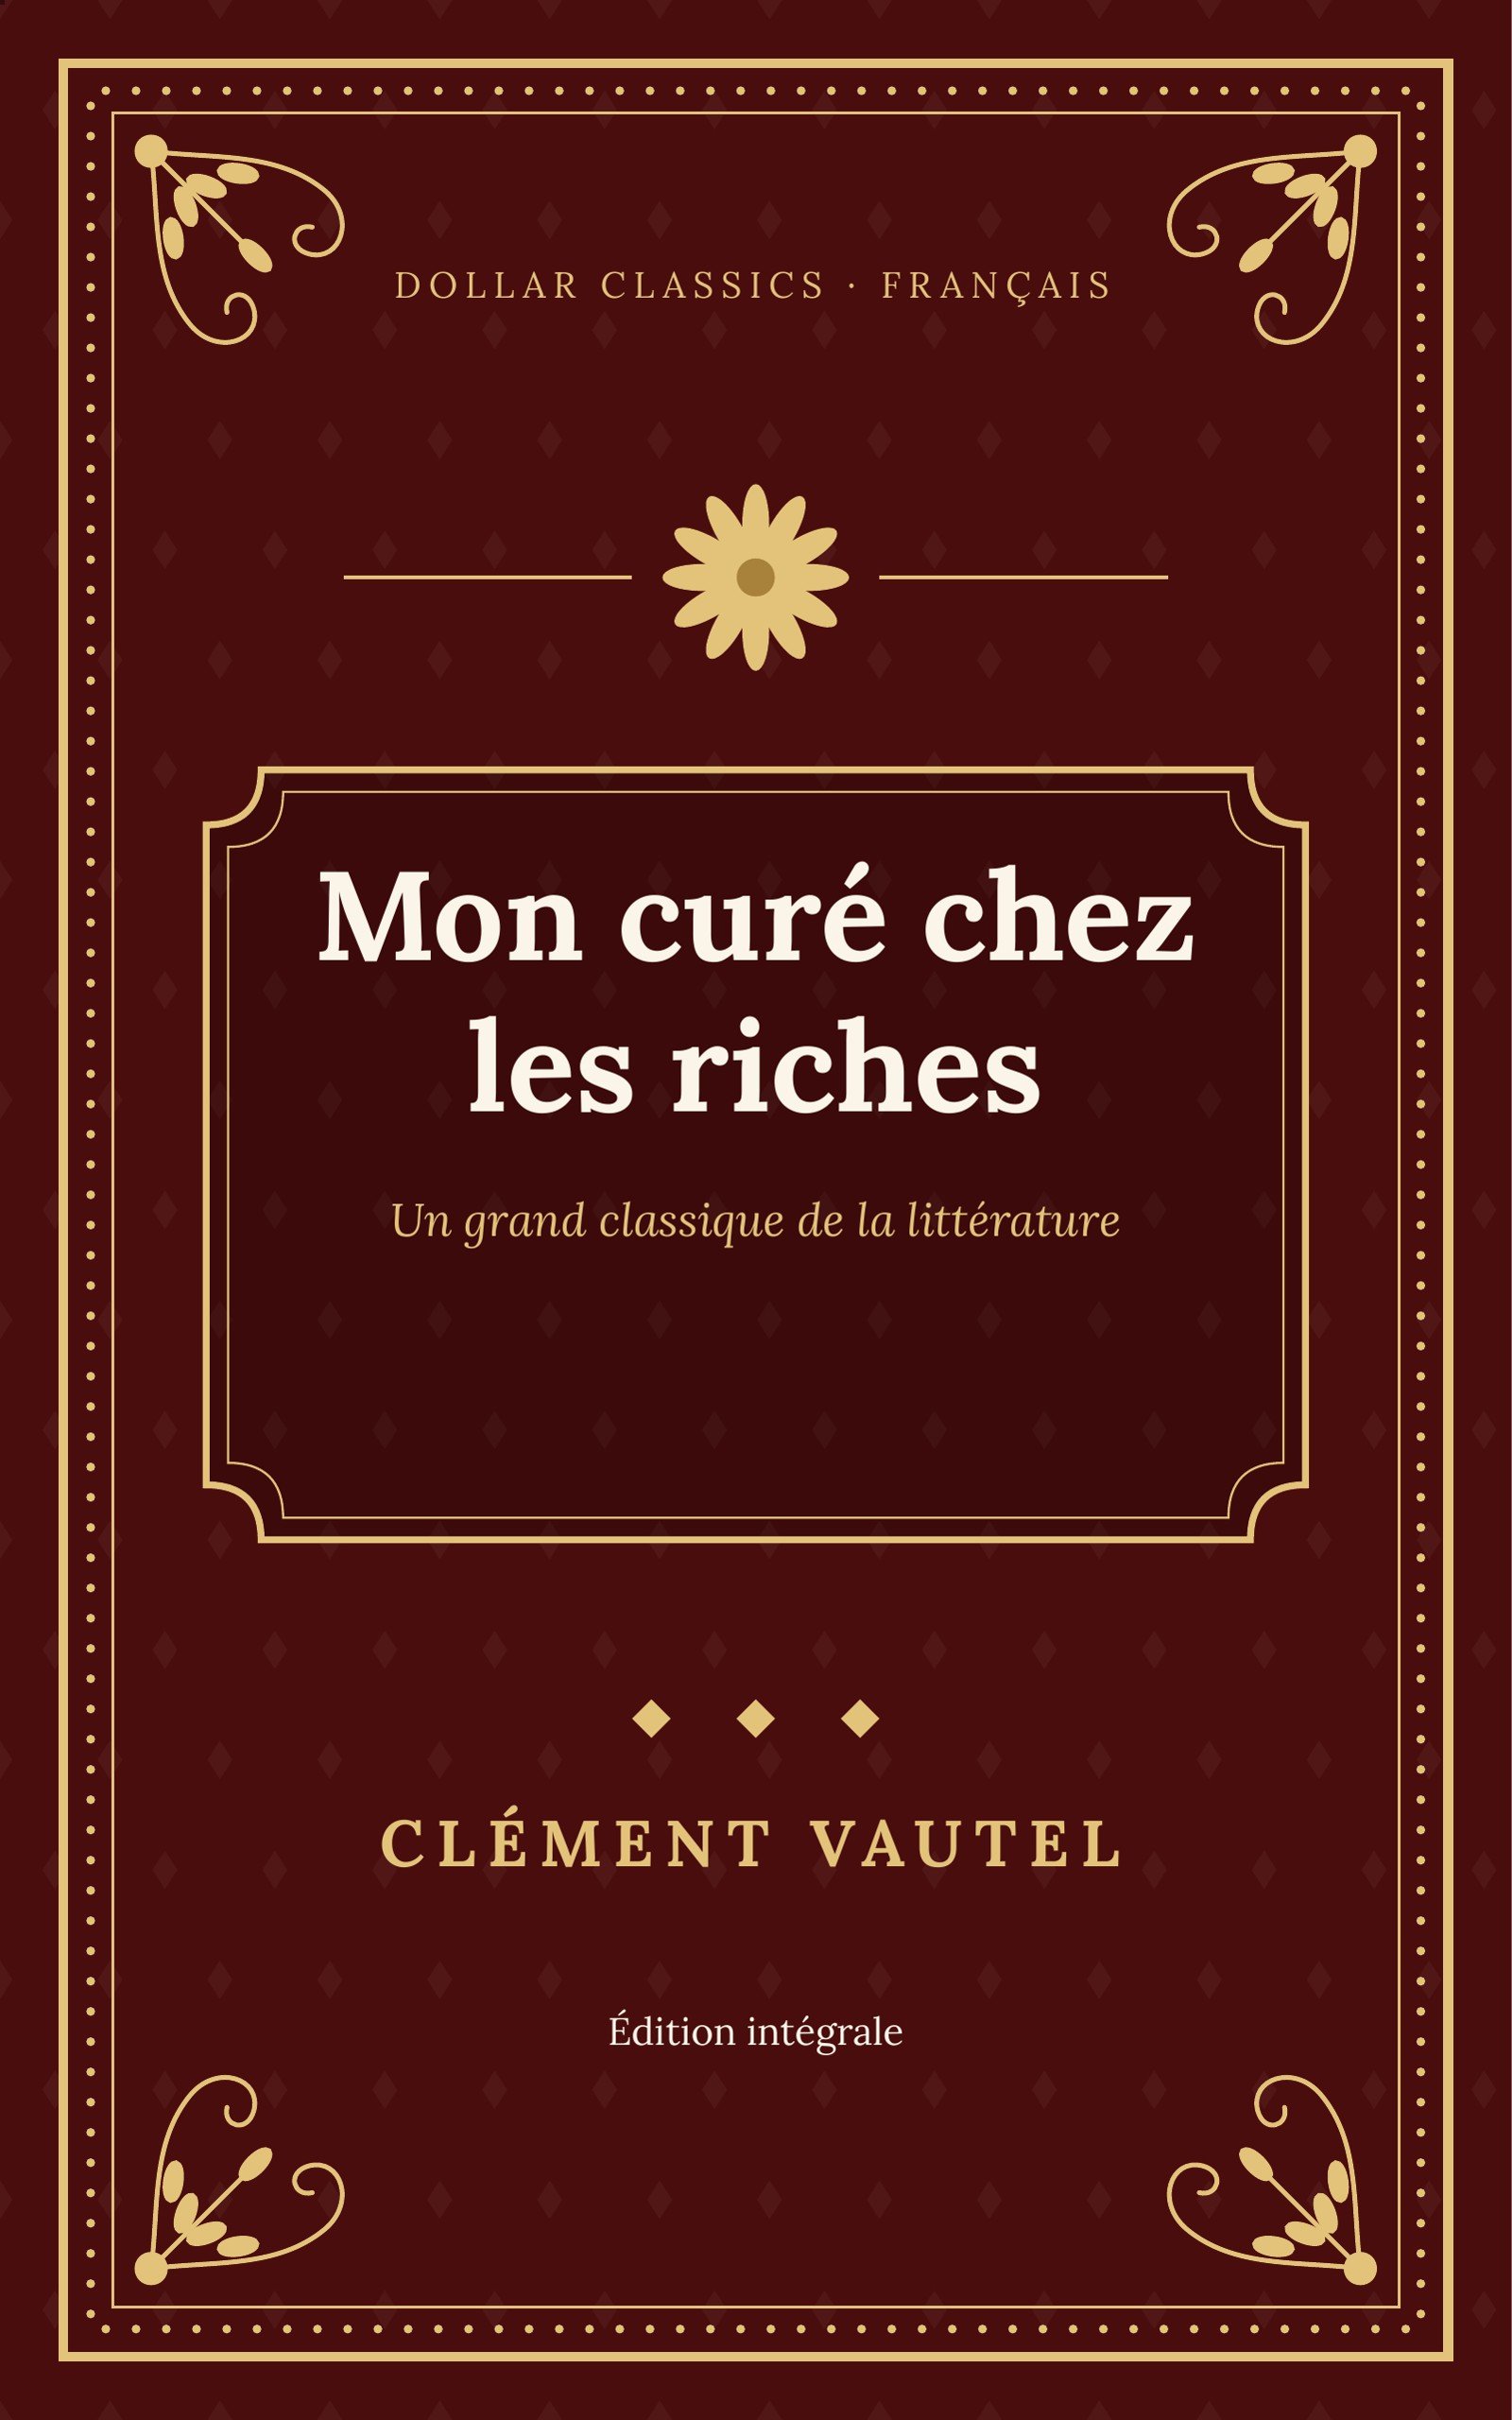 DOLLAR CLASSICS · FRANÇAIS
Mon curé chez
les riches
Un grand classique de la littérature
CLÉMENT VAUTEL
Édition intégrale